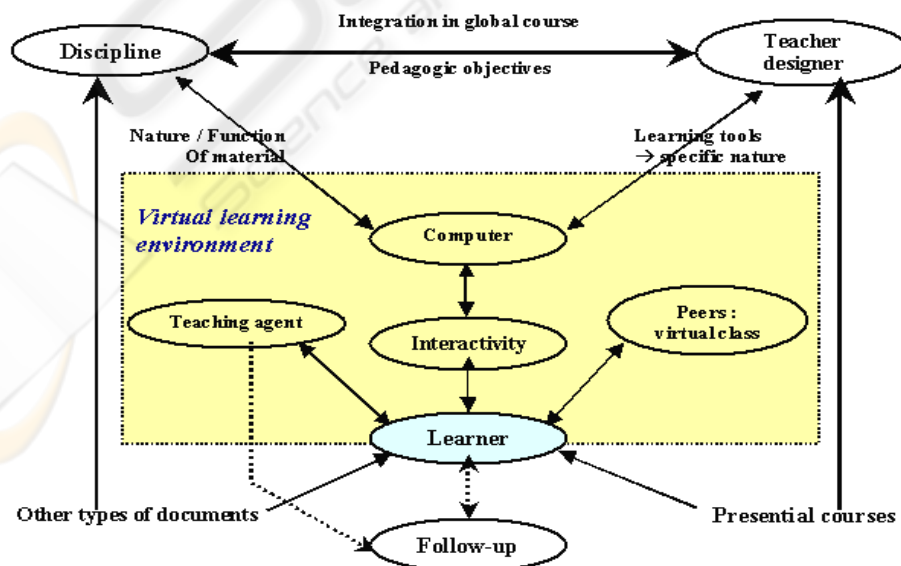 Integration in global course
Discipline
Teacher
designer
Pedagogic objectives
Nature / Function
Of material
Learning tools
→ specific nature
Virtual learning
environment
Computer
Teaching agent
Interactivity
Peers :
virtual class
Learner
Other types of documents
Presential courses
Follow-up